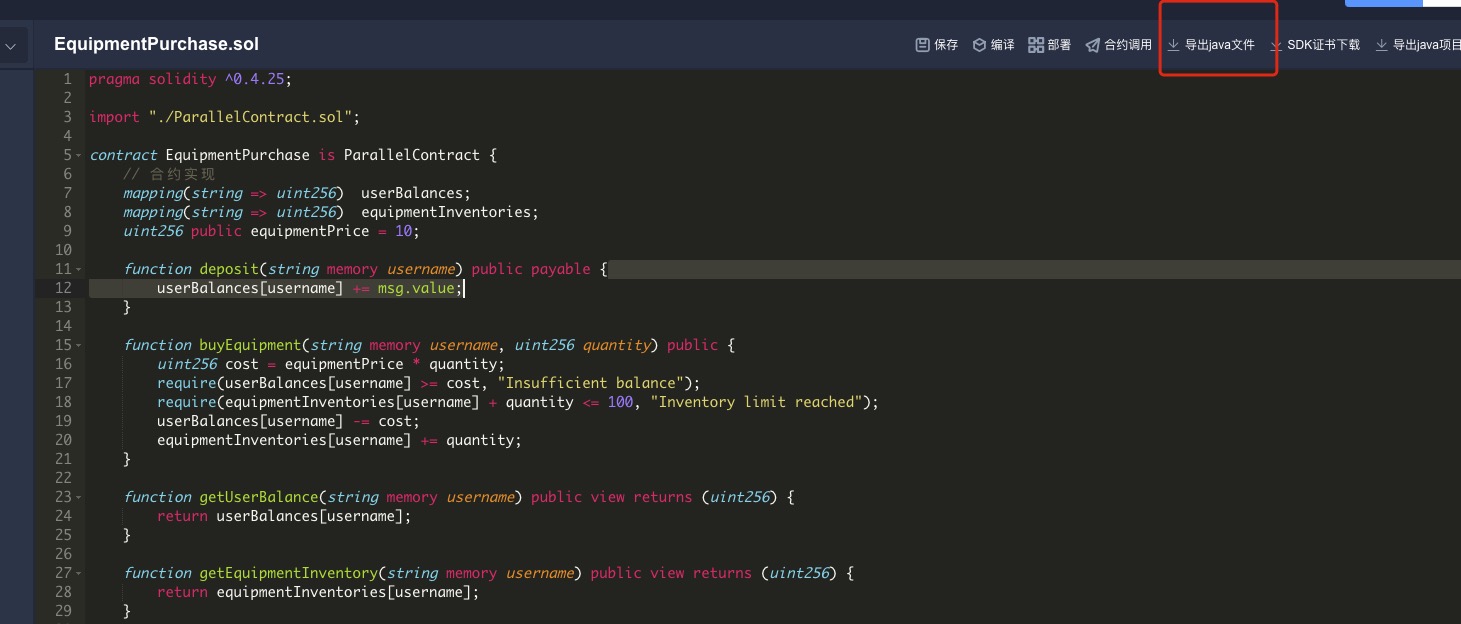 EquipmentPurchase.sol
保存 编译 部署 合约调用 导出java文件 SDK证书下载 导出java项目
1 pragma solidity ^0.4.25;
2
3 import "./ParallelContract.sol";
4
5 contract EquipmentPurchase is ParallelContract {
6 // 合约实现
7 mapping(string => uint256) userBalances;
8 mapping(string => uint256) equipmentInventories;
9 uint256 public equipmentPrice = 10;
10
11 function deposit(string memory username) public payable {
12 userBalances[username] += msg.value;
13 }
14
15 function buyEquipment(string memory username, uint256 quantity) public {
16 uint256 cost = equipmentPrice * quantity;
17 require(userBalances[username] >= cost, "Insufficient balance");
18 require(equipmentInventories[username] + quantity <= 100, "Inventory limit reached");
19 userBalances[username] -= cost;
20 equipmentInventories[username] += quantity;
21 }
22
23 function getUserBalance(string memory username) public view returns (uint256) {
24 return userBalances[username];
25 }
26
27 function getEquipmentInventory(string memory username) public view returns (uint256) {
28 return equipmentInventories[username];
29 }